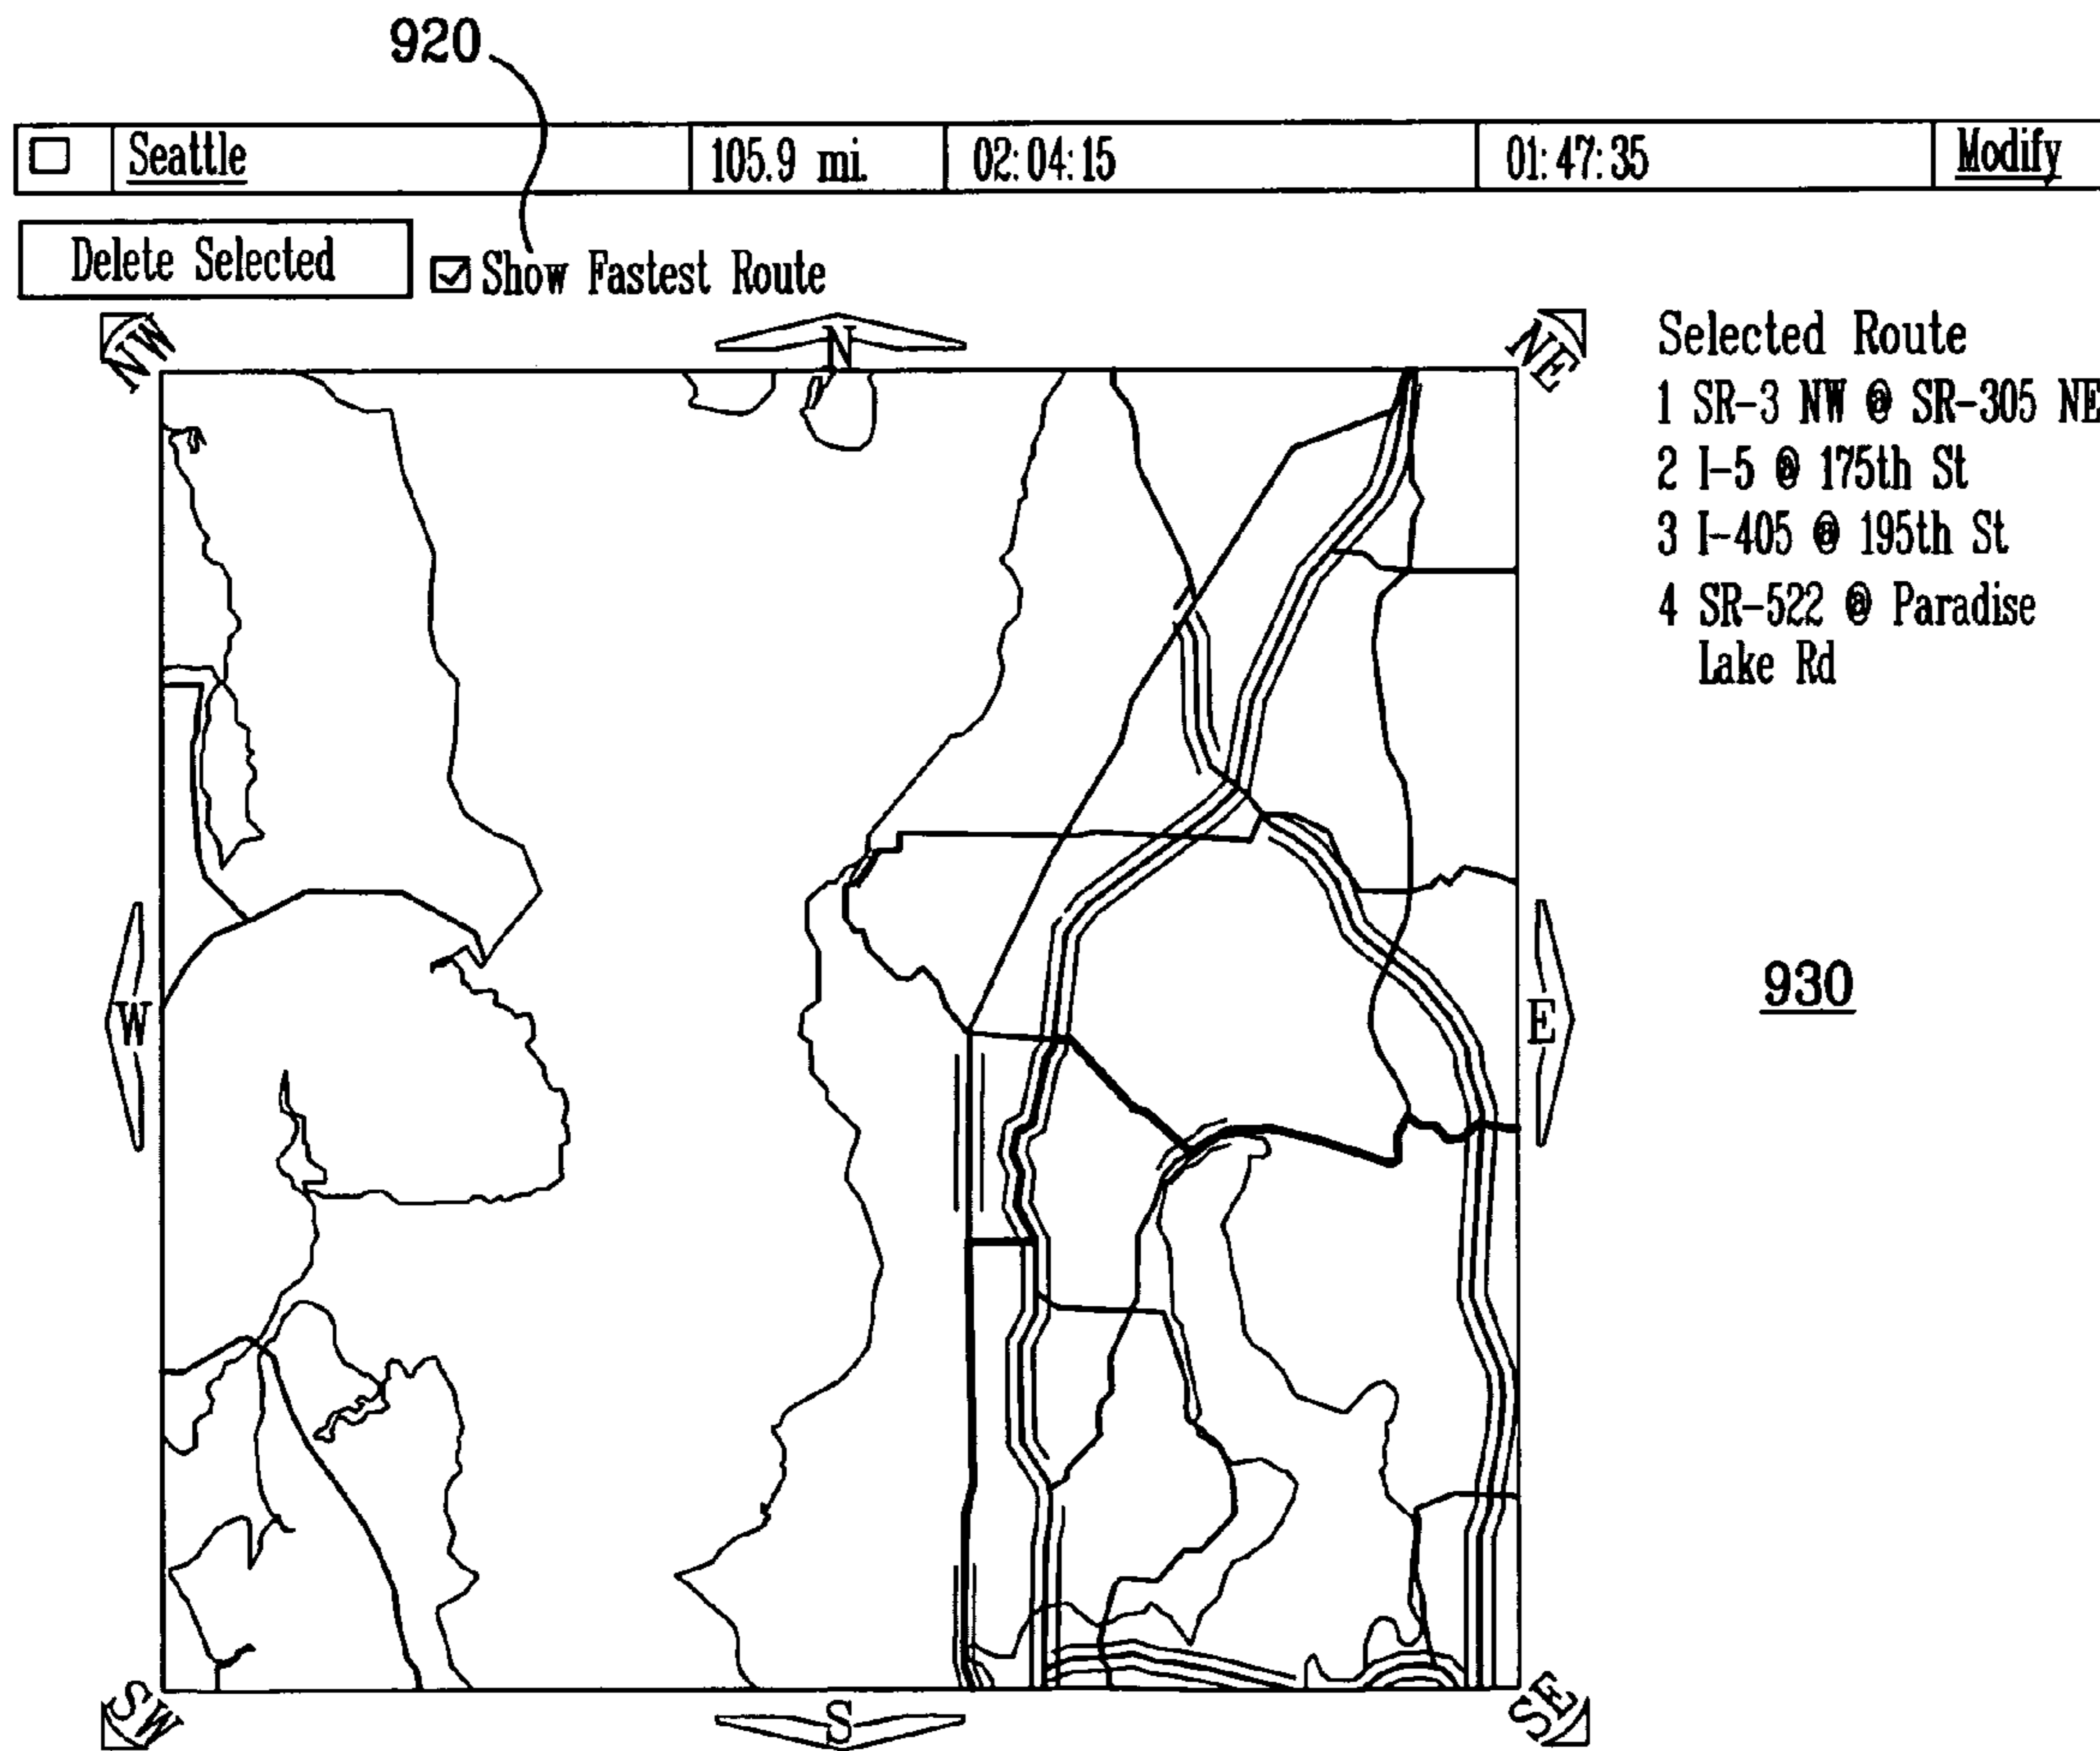 920
Seattle 105.9 mi. 02:04:15 01:47:35 Modify
Delete Selected Show Fastest Route
NW N NE
Selected Route
1 SR-3 NW @ SR-305 NE
2 I-5 @ 175th St
3 I-405 @ 195th St
4 SR-522 @ Paradise
Lake Rd
W E
930
SW S SE